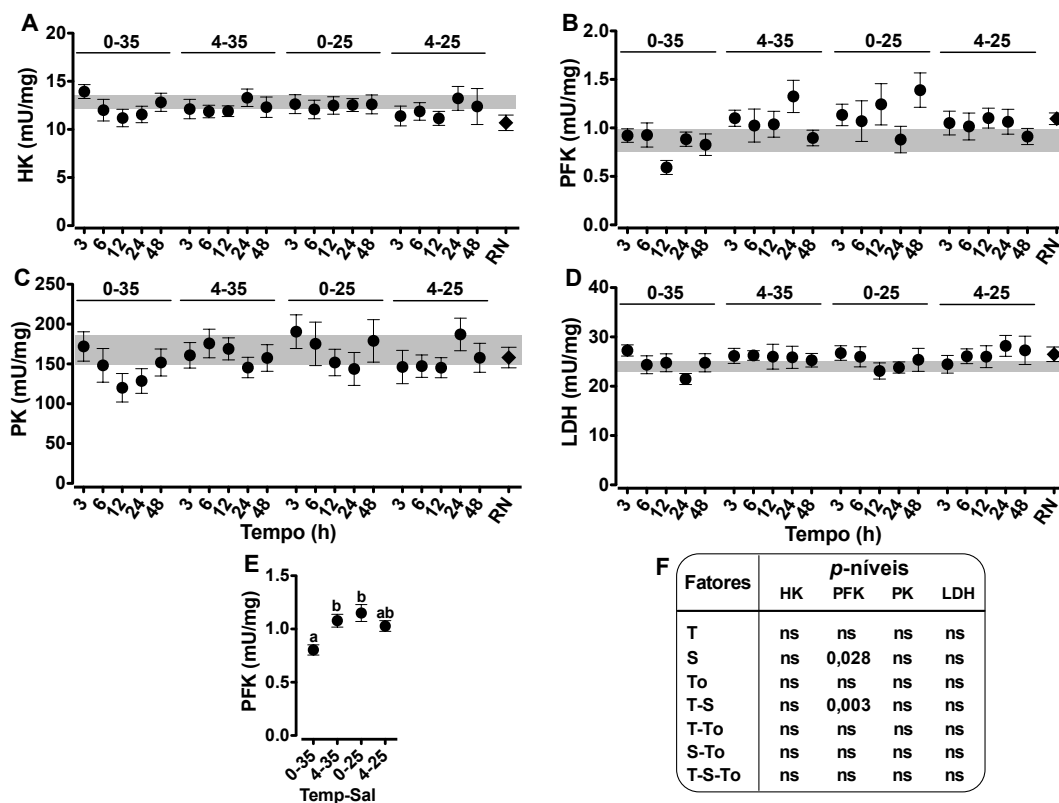 A
0-35 4-35 0-25 4-25
20
15
10
5
0
HK (mU/mg)
3 6 12 24 48 3 6 12 24 48 3 6 12 24 48 3 6 12 24 48 RN
B
0-35 4-35 0-25 4-25
2.0
1.5
1.0
0.5
0.0
PFK (mU/mg)
3 6 12 24 48 3 6 12 24 48 3 6 12 24 48 3 6 12 24 48 RN
C
0-35 4-35 0-25 4-25
250
200
150
100
50
0
PK (mU/mg)
3 6 12 24 48 3 6 12 24 48 3 6 12 24 48 3 6 12 24 48 RN
Tempo (h)
D
0-35 4-35 0-25 4-25
40
30
20
10
0
LDH (mU/mg)
3 6 12 24 48 3 6 12 24 48 3 6 12 24 48 3 6 12 24 48 RN
Tempo (h)
E
1.5
1.0
0.5
0.0
PFK (mU/mg)
a b b ab
0-35 4-35 0-25 4-25
Temp-Sal
F
Fatores p-níveis
HK PFK PK LDH
T ns ns ns ns
S ns 0,028 ns ns
To ns ns ns ns
T-S ns 0,003 ns ns
T-To ns ns ns ns
S-To ns ns ns ns
T-S-To ns ns ns ns